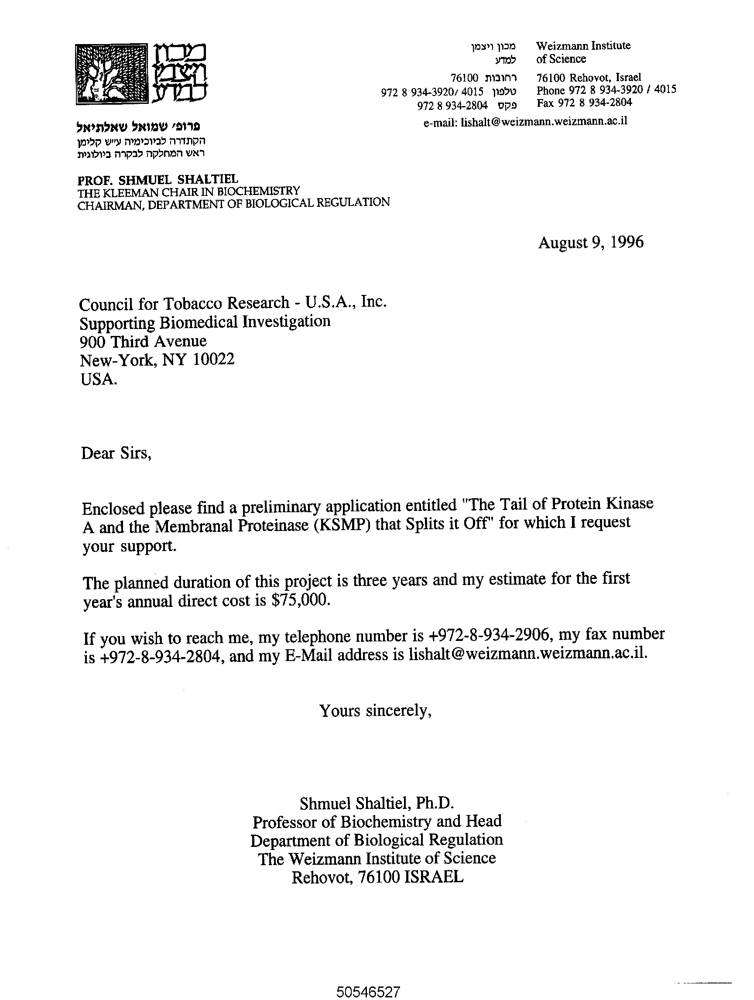 מכון
ויצמן
למדע
מכון ויצמן
למדע
רחובות 76100
טלפון 972 8 934-3920/ 4015
פקס 972 8 934-2804
Weizmann Institute
of Science
76100 Rehovot, Israel
Phone 972 8 934-3920 / 4015
Fax 972 8 934-2804
e-mail: lishalt@weizmann.weizmann.ac.il
פרופ׳ שמואל שאלתיאל
הקתדרה לביוכימיה ע״ש קלימן
ראש המחלקה לבקרה ביולוגית
PROF. SHMUEL SHALTIEL
THE KLEEMAN CHAIR IN BIOCHEMISTRY
CHAIRMAN, DEPARTMENT OF BIOLOGICAL REGULATION
August 9, 1996
Council for Tobacco Research - U.S.A., Inc.
Supporting Biomedical Investigation
900 Third Avenue
New-York, NY 10022
USA.
Dear Sirs,
Enclosed please find a preliminary application entitled "The Tail of Protein Kinase
A and the Membranal Proteinase (KSMP) that Splits it Off" for which I request
your support.
The planned duration of this project is three years and my estimate for the first
year's annual direct cost is $75,000.
If you wish to reach me, my telephone number is +972-8-934-2906, my fax number
is +972-8-934-2804, and my E-Mail address is lishalt@weizmann.weizmann.ac.il.
Yours sincerely,
Shmuel Shaltiel, Ph.D.
Professor of Biochemistry and Head
Department of Biological Regulation
The Weizmann Institute of Science
Rehovot, 76100 ISRAEL
50546527